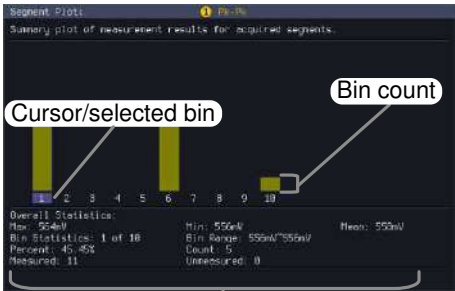 Segment Plot:
1 Pk-Pk
Summary plot of measurement results for acquired segments.
Bin count
Cursor/selected bin
1 2 3 4 5 6 7 8 9 10
Overall Statistics:
Max: 564mV Min: 556mV Mean: 559mV
Bin Statistics: 1 of 10 Bin Range: 556mV~556mV
Percent: 45.45% Count: 5
Measured: 11 Unmeasured: 0